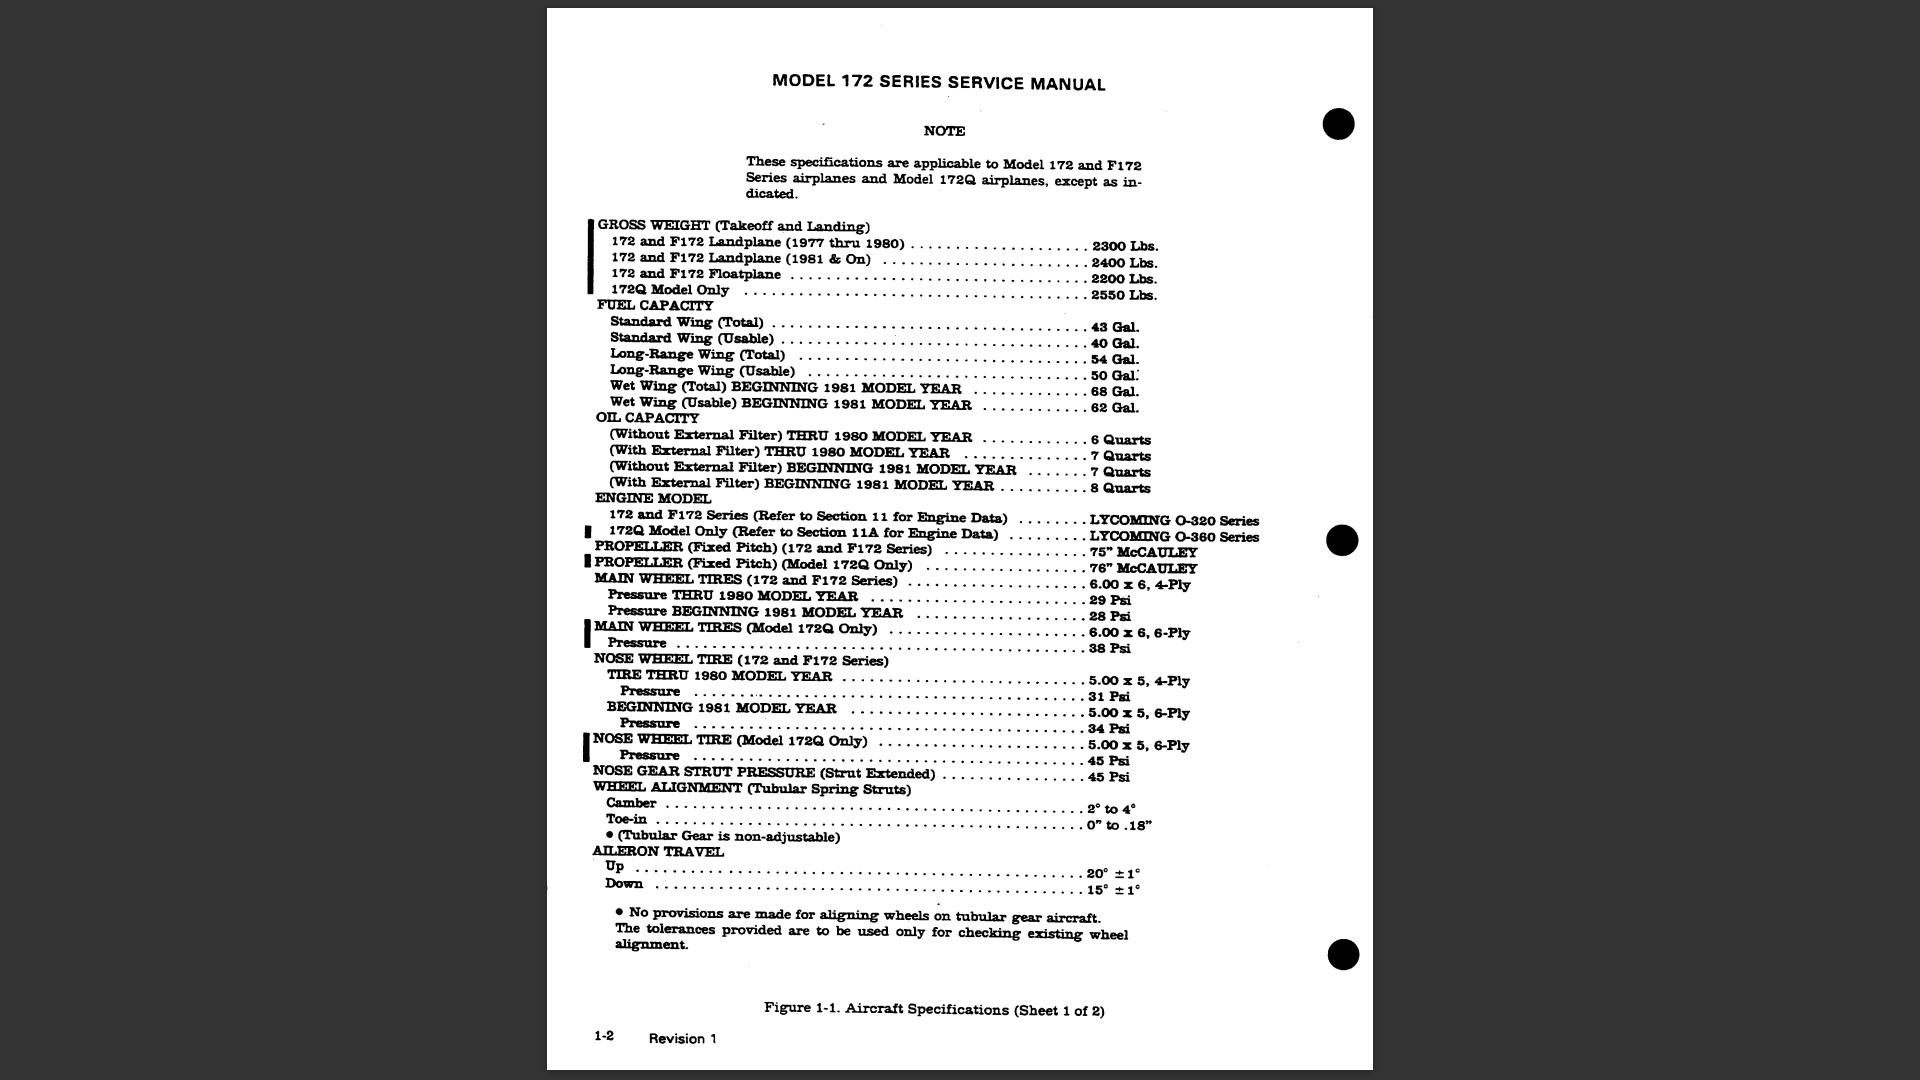 MODEL 172 SERIES SERVICE MANUAL
NOTE
These specifications are applicable to Model 172 and F172
Series airplanes and Model 172Q airplanes, except as in-
dicated.
GROSS WEIGHT (Takeoff and Landing)
172 and F172 Landplane (1977 thru 1980) . . . . . . . . . . . . . . . . . . . . 2300 Lbs.
172 and F172 Landplane (1981 & On) . . . . . . . . . . . . . . . . . . . . . . . 2400 Lbs.
172 and F172 Floatplane . . . . . . . . . . . . . . . . . . . . . . . . . . . . . . . . . 2200 Lbs.
172Q Model Only . . . . . . . . . . . . . . . . . . . . . . . . . . . . . . . . . . . . . . 2550 Lbs.
FUEL CAPACITY
Standard Wing (Total) . . . . . . . . . . . . . . . . . . . . . . . . . . . . . . . . . . . 43 Gal.
Standard Wing (Usable) . . . . . . . . . . . . . . . . . . . . . . . . . . . . . . . . . . 40 Gal.
Long-Range Wing (Total) . . . . . . . . . . . . . . . . . . . . . . . . . . . . . . . . 54 Gal.
Long-Range Wing (Usable) . . . . . . . . . . . . . . . . . . . . . . . . . . . . . . . 50 Gal.
Wet Wing (Total) BEGINNING 1981 MODEL YEAR . . . . . . . . . . . . . 68 Gal.
Wet Wing (Usable) BEGINNING 1981 MODEL YEAR . . . . . . . . . . . . 62 Gal.
OIL CAPACITY
(Without External Filter) THRU 1980 MODEL YEAR . . . . . . . . . . . . 6 Quarts
(With External Filter) THRU 1980 MODEL YEAR . . . . . . . . . . . . . . 7 Quarts
(Without External Filter) BEGINNING 1981 MODEL YEAR . . . . . . . 7 Quarts
(With External Filter) BEGINNING 1981 MODEL YEAR . . . . . . . . . . 8 Quarts
ENGINE MODEL
172 and F172 Series (Refer to Section 11 for Engine Data) . . . . . . . . LYCOMING O-320 Series
172Q Model Only (Refer to Section 11A for Engine Data) . . . . . . . . . LYCOMING O-360 Series
PROPELLER (Fixed Pitch) (172 and F172 Series) . . . . . . . . . . . . . . . . 75” McCAULEY
PROPELLER (Fixed Pitch) (Model 172Q Only) . . . . . . . . . . . . . . . . . . 76” McCAULEY
MAIN WHEEL TIRES (172 and F172 Series) . . . . . . . . . . . . . . . . . . . . 6.00 x 6, 4-Ply
Pressure THRU 1980 MODEL YEAR . . . . . . . . . . . . . . . . . . . . . . . . 29 Psi
Pressure BEGINNING 1981 MODEL YEAR . . . . . . . . . . . . . . . . . . . 28 Psi
MAIN WHEEL TIRES (Model 172Q Only) . . . . . . . . . . . . . . . . . . . . . . 6.00 x 6, 6-Ply
Pressure . . . . . . . . . . . . . . . . . . . . . . . . . . . . . . . . . . . . . . . . . . . . . 38 Psi
NOSE WHEEL TIRE (172 and F172 Series)
TIRE THRU 1980 MODEL YEAR . . . . . . . . . . . . . . . . . . . . . . . . . . . 5.00 x 5, 4-Ply
Pressure . . . . . . . . . . . . . . . . . . . . . . . . . . . . . . . . . . . . . . . . . . . 31 Psi
BEGINNING 1981 MODEL YEAR . . . . . . . . . . . . . . . . . . . . . . . . . . 5.00 x 5, 6-Ply
Pressure . . . . . . . . . . . . . . . . . . . . . . . . . . . . . . . . . . . . . . . . . . . 34 Psi
NOSE WHEEL TIRE (Model 172Q Only) . . . . . . . . . . . . . . . . . . . . . . . 5.00 x 5, 6-Ply
Pressure . . . . . . . . . . . . . . . . . . . . . . . . . . . . . . . . . . . . . . . . . . . 45 Psi
NOSE GEAR STRUT PRESSURE (Strut Extended) . . . . . . . . . . . . . . . . 45 Psi
WHEEL ALIGNMENT (Tubular Spring Struts)
Camber . . . . . . . . . . . . . . . . . . . . . . . . . . . . . . . . . . . . . . . . . . . . . . 2° to 4°
Toe-in . . . . . . . . . . . . . . . . . . . . . . . . . . . . . . . . . . . . . . . . . . . . . . . 0” to .18”
• (Tubular Gear is non-adjustable)
AILERON TRAVEL
Up . . . . . . . . . . . . . . . . . . . . . . . . . . . . . . . . . . . . . . . . . . . . . . . . . 20° ±1°
Down . . . . . . . . . . . . . . . . . . . . . . . . . . . . . . . . . . . . . . . . . . . . . . . 15° ±1°
• No provisions are made for aligning wheels on tubular gear aircraft.
The tolerances provided are to be used only for checking existing wheel
alignment.
Figure 1-1. Aircraft Specifications (Sheet 1 of 2)
1-2 Revision 1